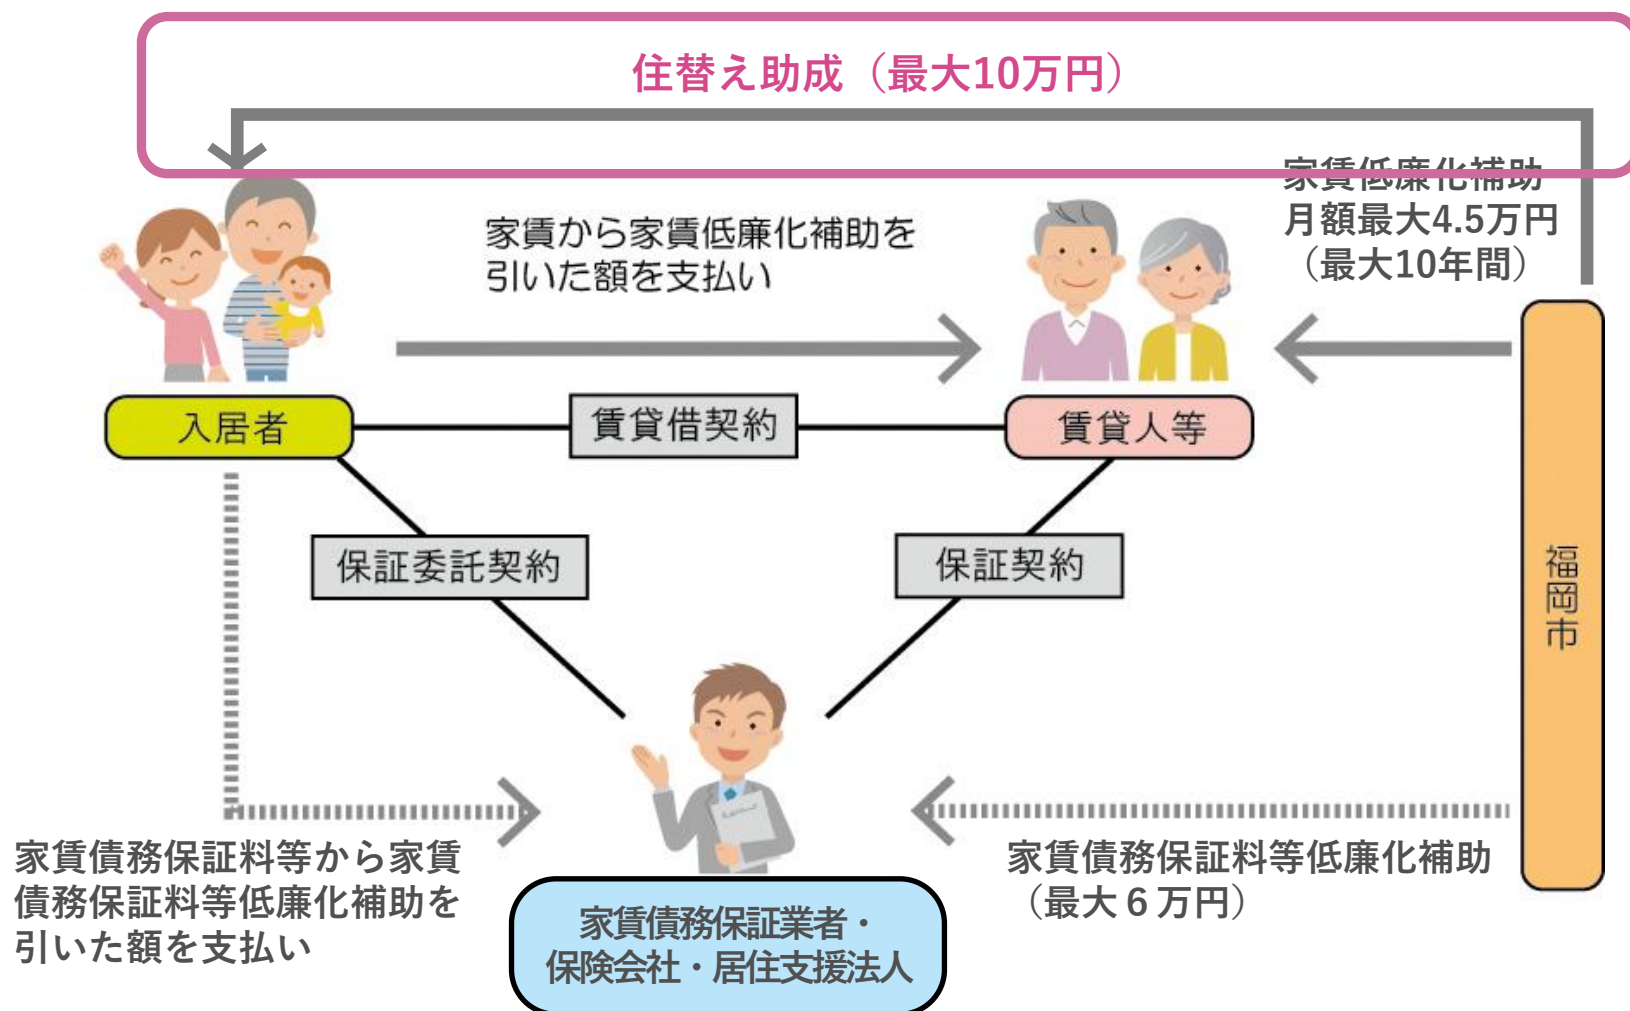 住替え助成（最大10万円）
家賃低廉化補助
月額最大4.5万円
（最大10年間）
家賃から家賃低廉化補助を
引いた額を支払い
入居者
賃貸借契約
賃貸人等
保証委託契約
保証契約
福岡市
家賃債務保証料等から家賃
債務保証料等低廉化補助を
引いた額を支払い
家賃債務保証料等低廉化補助
（最大６万円）
家賃債務保証業者・
保険会社・居住支援法人